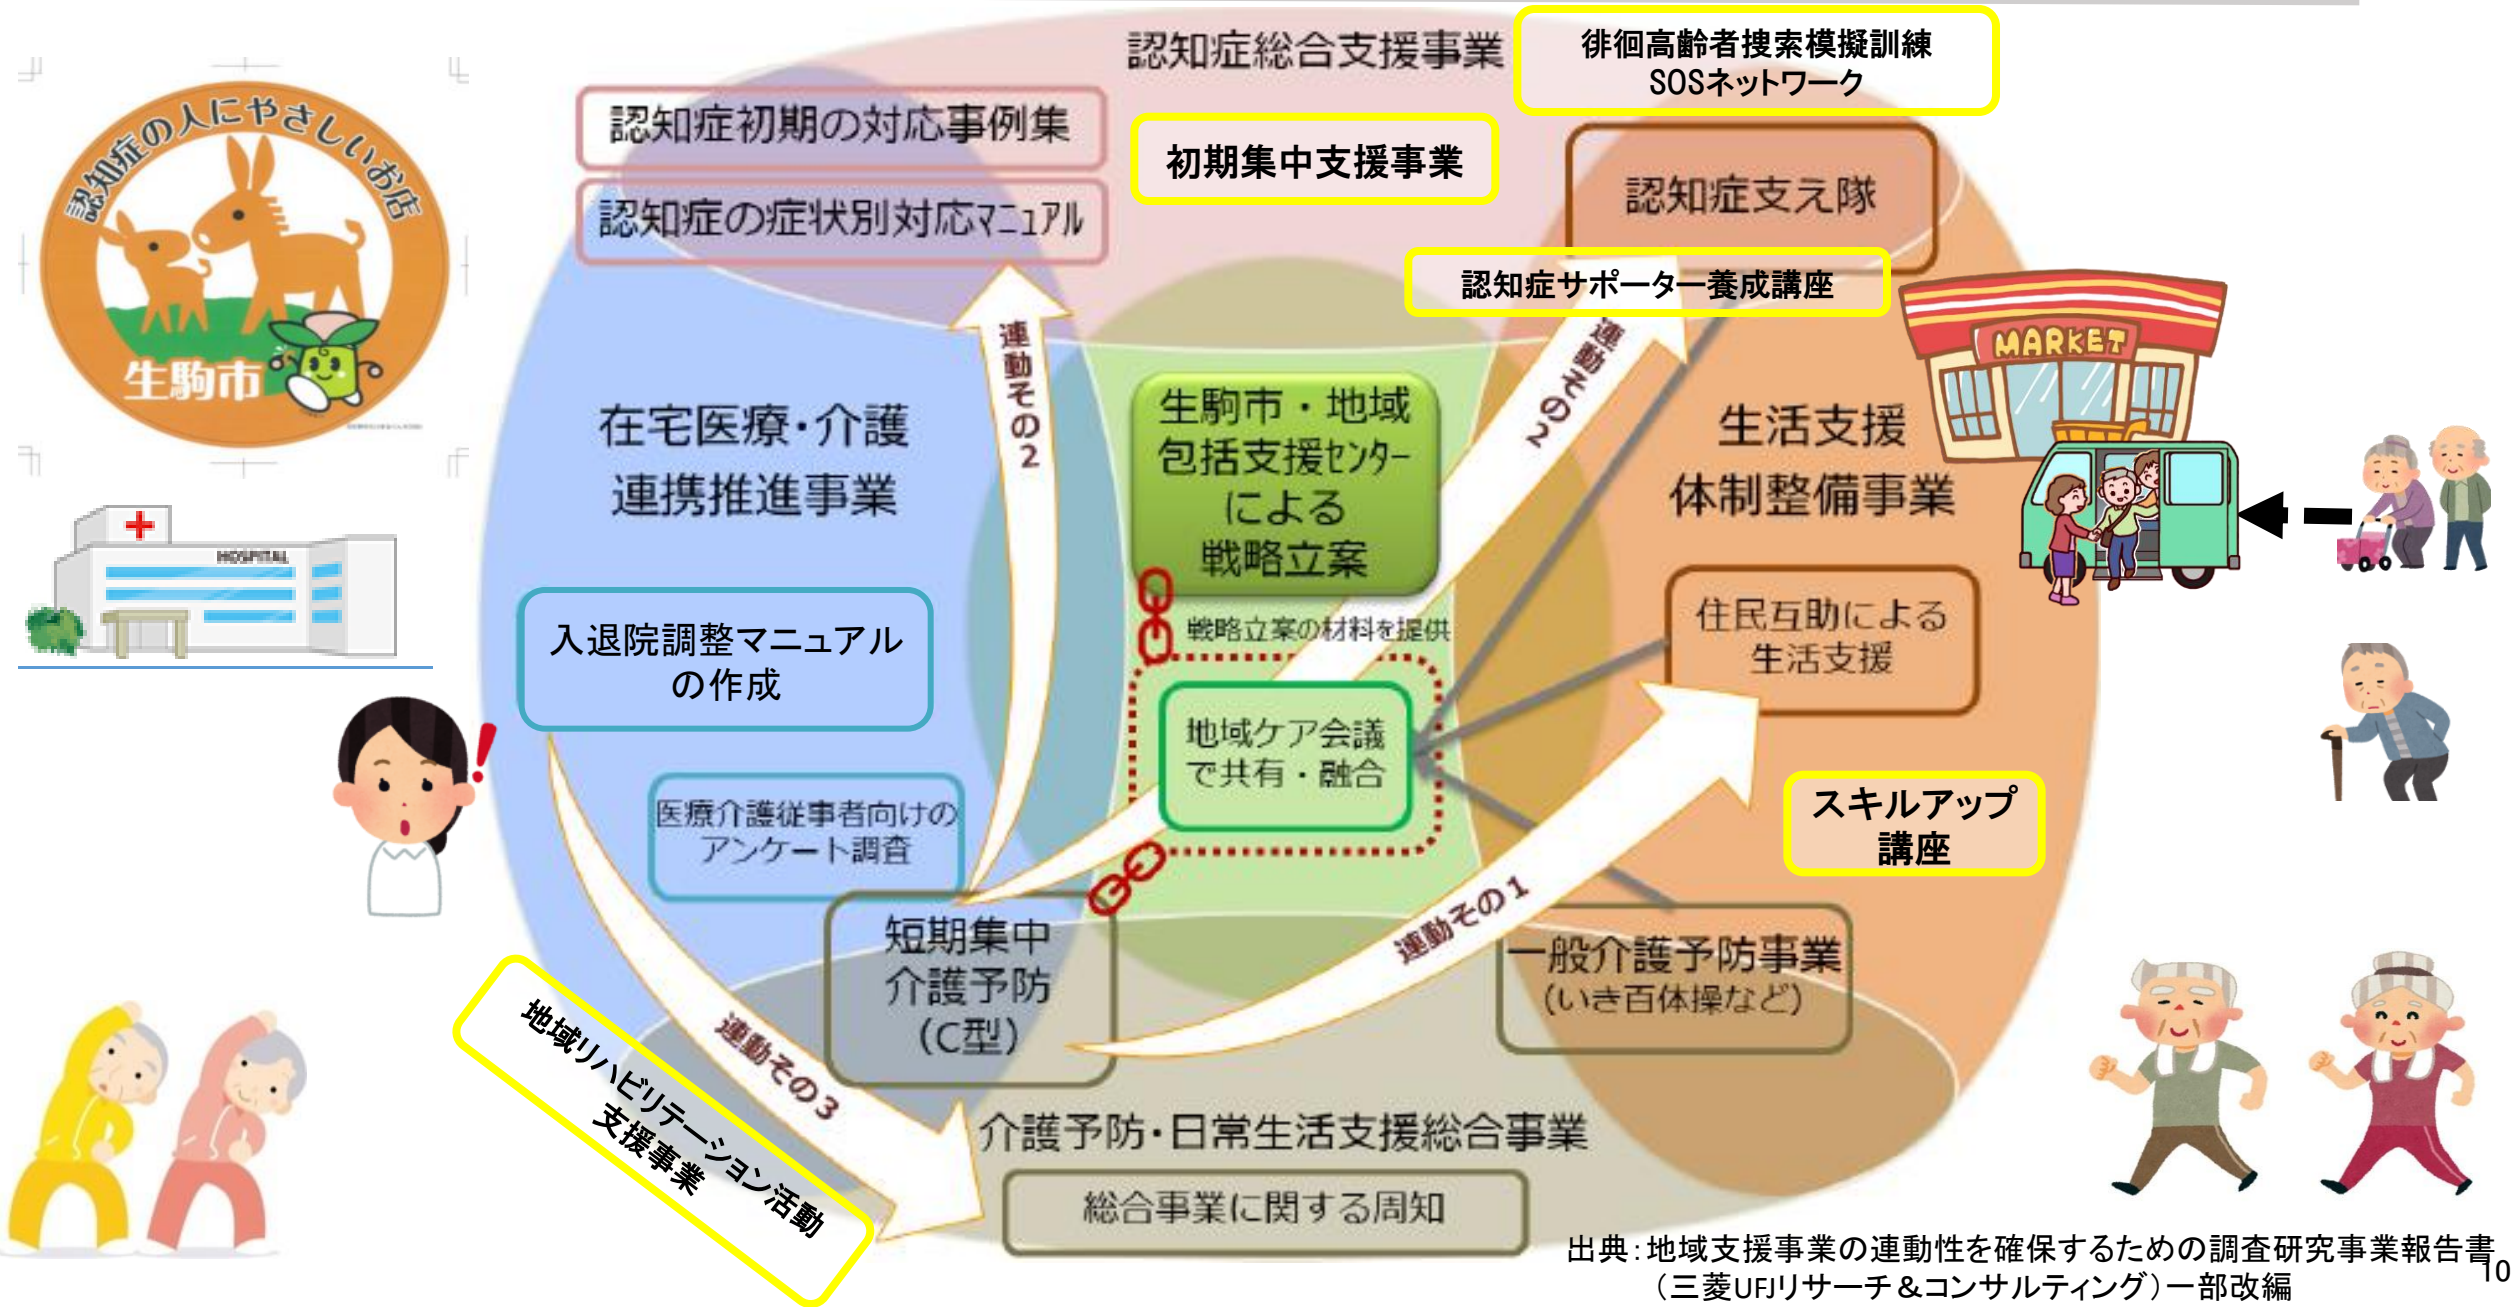 認知症総合支援事業
徘徊高齢者捜索模擬訓練
SOSネットワーク
認知症の人にやさしいお店
生駒市
認知症初期の対応事例集
初期集中支援事業
認知症支え隊
認知症の症状別対応マニュアル
認知症サポーター養成講座
連動その2
連動その2
MARKET
在宅医療・介護
連携推進事業
生駒市・地域
包括支援センター
による
戦略立案
生活支援
体制整備事業
HOSPITAL
入退院調整マニュアル
の作成
戦略立案の材料を提供
住民互助による
生活支援
地域ケア会議
で共有・融合
医療介護従事者向けの
アンケート調査
スキルアップ
講座
短期集中
介護予防
(C型)
連動その1
一般介護予防事業
(いき百体操など)
地域リハビリテーション活動
支援事業
連動その3
介護予防・日常生活支援総合事業
総合事業に関する周知
出典：地域支援事業の連動性を確保するための調査研究事業報告書
（三菱UFJリサーチ＆コンサルティング）一部改編
10